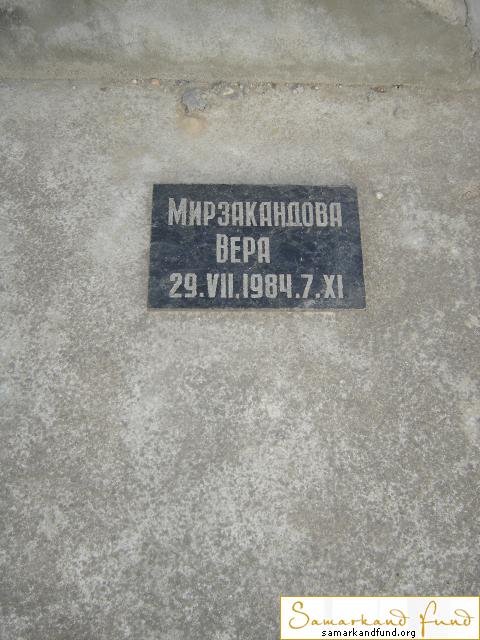 МИРЗАКАНДОВА
ВЕРА
29.VII.1984.7.XI
Samarkand Fund
samarkandfund.org